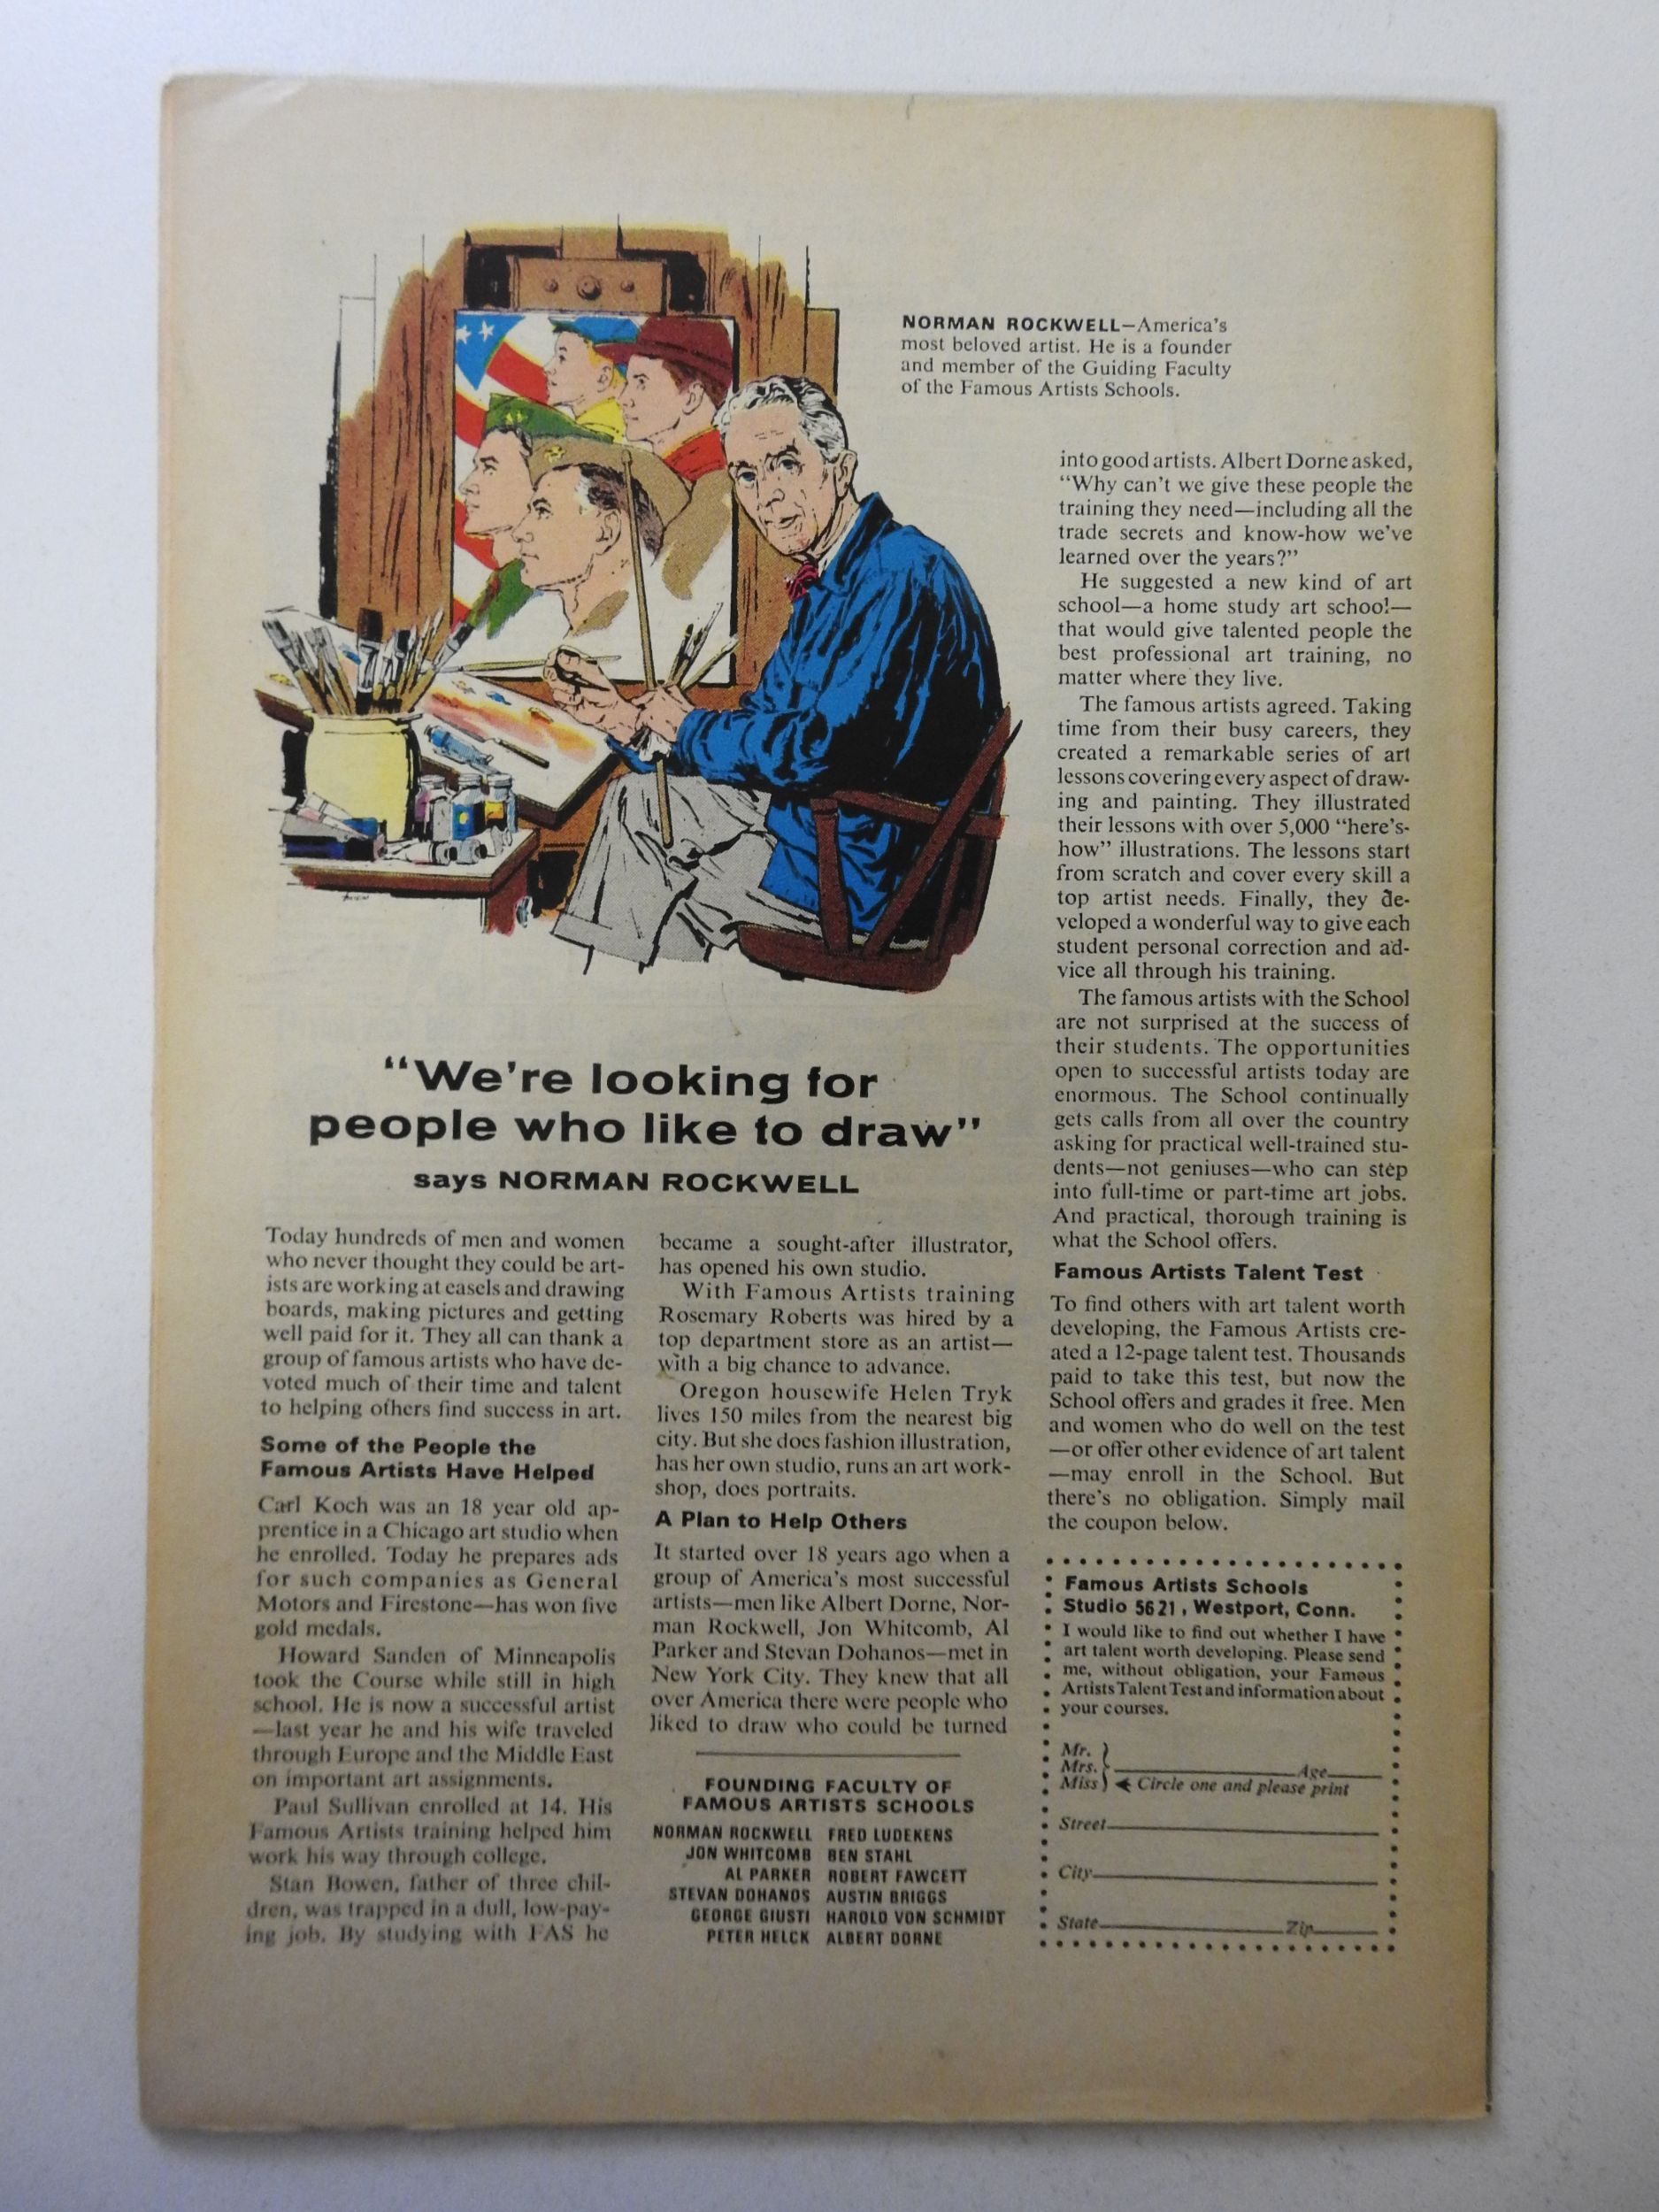 NORMAN ROCKWELL—America's
most beloved artist. He is a founder
and member of the Guiding Faculty
of the Famous Artists Schools.
"We're looking for
people who like to draw"
says NORMAN ROCKWELL
Today hundreds of men and women
who never thought they could be art-
ists are working at easels and drawing
boards, making pictures and getting
well paid for it. They all can thank a
group of famous artists who have de-
voted much of their time and talent
to helping others find success in art.
Some of the People the
Famous Artists Have Helped
Carl Koch was an 18 year old ap-
prentice in a Chicago art studio when
he enrolled. Today he prepares ads
for such companies as General
Motors and Firestone—has won five
gold medals.
Howard Sanden of Minneapolis
took the Course while still in high
school. He is now a successful artist
—last year he and his wife traveled
through Europe and the Middle East
on important art assignments.
Paul Sullivan enrolled at 14. His
Famous Artists training helped him
work his way through college.
Stan Bowen, father of three chil-
dren, was trapped in a dull, low-pay-
ing job. By studying with FAS he
became a sought-after illustrator,
has opened his own studio.
With Famous Artists training
Rosemary Roberts was hired by a
top department store as an artist—
with a big chance to advance.
Oregon housewife Helen Tryk
lives 150 miles from the nearest big
city. But she does fashion illustration,
has her own studio, runs an art work-
shop, does portraits.
A Plan to Help Others
It started over 18 years ago when a
group of America's most successful
artists—men like Albert Dorne, Nor-
man Rockwell, Jon Whitcomb, Al
Parker and Stevan Dohanos—met in
New York City. They knew that all
over America there were people who
liked to draw who could be turned
FOUNDING FACULTY OF
FAMOUS ARTISTS SCHOOLS
NORMAN ROCKWELL FRED LUDEKENS
JON WHITCOMB BEN STAHL
AL PARKER ROBERT FAWCETT
STEVAN DOHANOS AUSTIN BRIGGS
GEORGE GIUSTI HAROLD VON SCHMIDT
PETER HELCK ALBERT DORNE
into good artists. Albert Dorne asked,
"Why can't we give these people the
training they need—including all the
trade secrets and know-how we've
learned over the years?"
He suggested a new kind of art
school—a home study art school—
that would give talented people the
best professional art training, no
matter where they live.
The famous artists agreed. Taking
time from their busy careers, they
created a remarkable series of art
lessons covering every aspect of draw-
ing and painting. They illustrated
their lessons with over 5,000 "here's-
how" illustrations. The lessons start
from scratch and cover every skill a
top artist needs. Finally, they de-
veloped a wonderful way to give each
student personal correction and ad-
vice all through his training.
The famous artists with the School
are not surprised at the success of
their students. The opportunities
open to successful artists today are
enormous. The School continually
gets calls from all over the country
asking for practical well-trained stu-
dents—not geniuses—who can step
into full-time or part-time art jobs.
And practical, thorough training is
what the School offers.
Famous Artists Talent Test
To find others with art talent worth
developing, the Famous Artists cre-
ated a 12-page talent test. Thousands
paid to take this test, but now the
School offers and grades it free. Men
and women who do well on the test
—or offer other evidence of art talent
—may enroll in the School. But
there's no obligation. Simply mail
the coupon below.
Famous Artists Schools
Studio 5621, Westport, Conn.
I would like to find out whether I have
art talent worth developing. Please send
me, without obligation, your Famous
Artists Talent Test and information about
your courses.
Mr.
Mrs. Age
Miss Circle one and please print
Street
City
State Zip